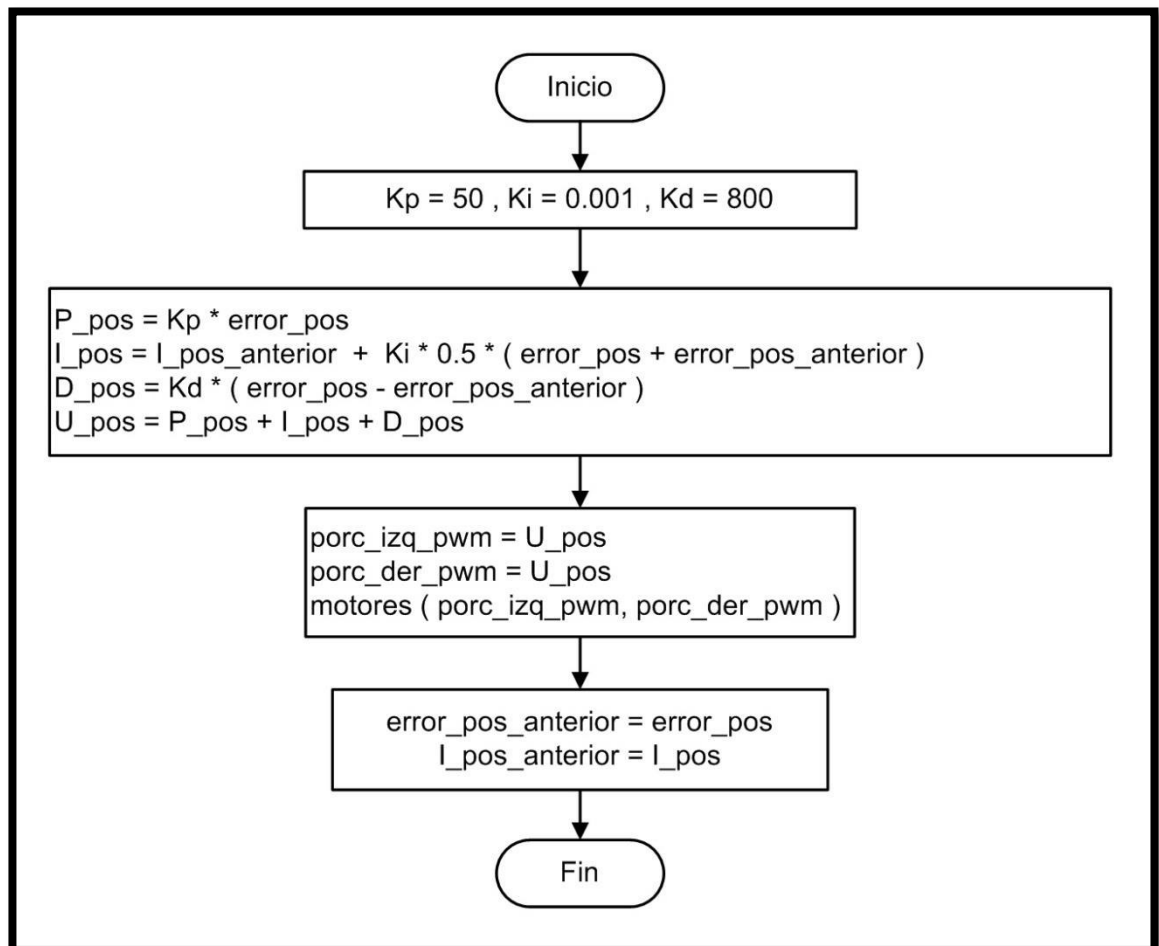 Inicio
Kp = 50 , Ki = 0.001 , Kd = 800
P_pos = Kp * error_pos
I_pos = I_pos_anterior + Ki * 0.5 * ( error_pos + error_pos_anterior )
D_pos = Kd * ( error_pos - error_pos_anterior )
U_pos = P_pos + I_pos + D_pos
porc_izq_pwm = U_pos
porc_der_pwm = U_pos
motores ( porc_izq_pwm, porc_der_pwm )
error_pos_anterior = error_pos
I_pos_anterior = I_pos
Fin